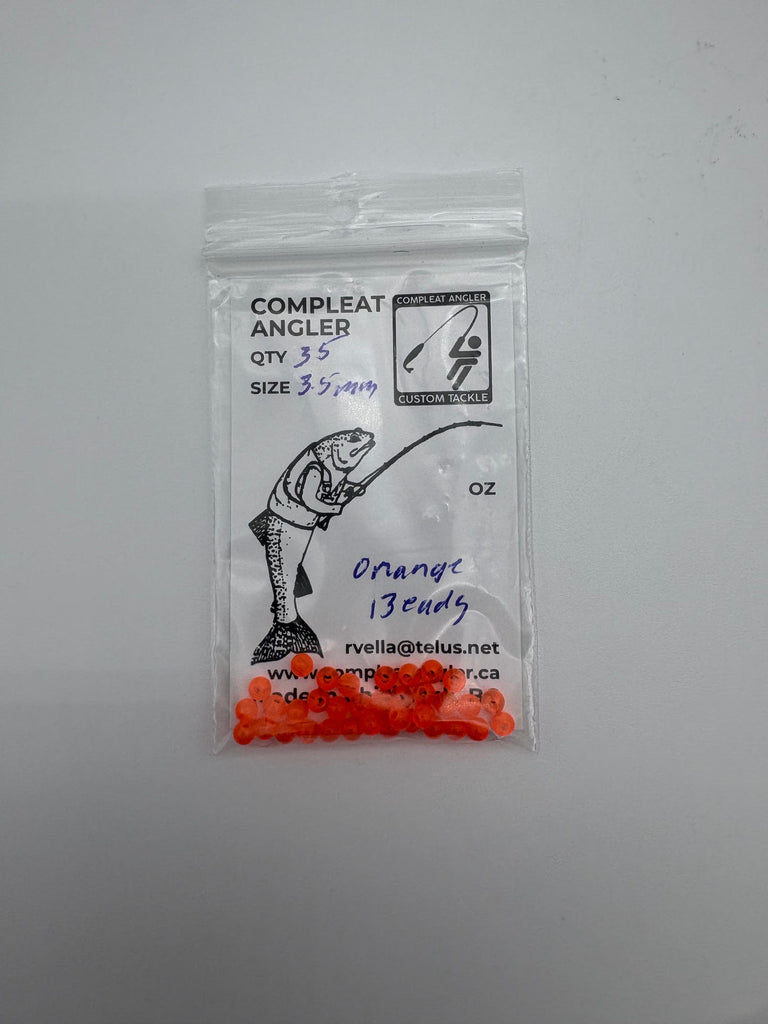 COMPLEAT
ANGLER
QTY 35
SIZE 3.5mm
COMPLEAT ANGLER
CUSTOM TACKLE
OZ
Orange
Beads
rvella@telus.net